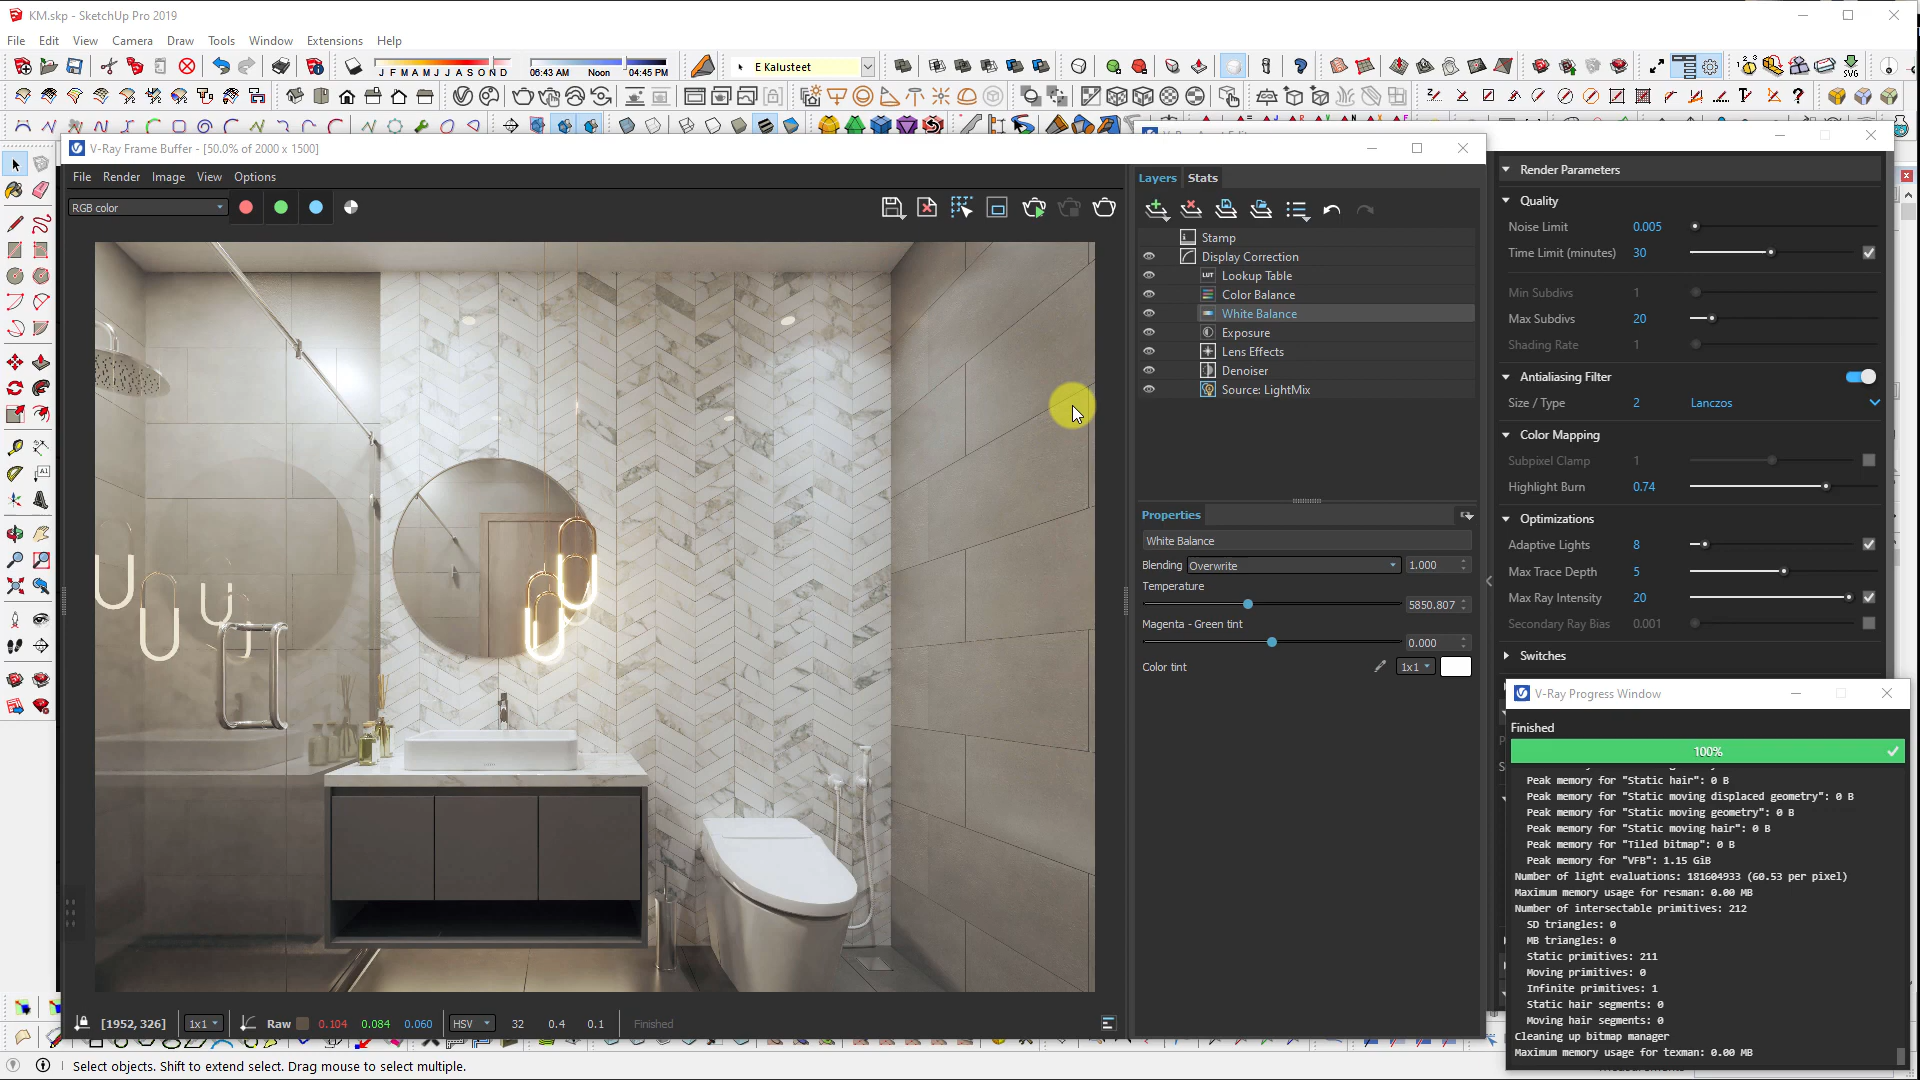 KM.skp - SketchUp Pro 2019
File Edit View Camera Draw Tools Window Extensions Help
J F M A M J J A S O N D
06:43 AM Noon 04:45 PM
E Kalusteet
SVG
V-Ray Frame Buffer - [50.0% of 2000 x 1500]
File Render Image View Options
RGB color
Layers Stats
Stamp
Display Correction
LUT Lookup Table
Color Balance
White Balance
Exposure
Lens Effects
Denoiser
Source: LightMix
Properties
White Balance
Blending Overwrite 1.000
Temperature
5850.807
Magenta - Green tint
0.000
Color tint 1x1
[1952, 326] 1x1 Raw 0.104 0.084 0.060 HSV 32 0.4 0.1 Finished
Render Parameters
Quality
Noise Limit 0.005
Time Limit (minutes) 30
Min Subdivs 1
Max Subdivs 20
Shading Rate 1
Antialiasing Filter
Size / Type 2 Lanczos
Color Mapping
Subpixel Clamp 1
Highlight Burn 0.74
Optimizations
Adaptive Lights 8
Max Trace Depth 5
Max Ray Intensity 20
Secondary Ray Bias 0.001
Switches
V-Ray Progress Window
Finished
100%
Peak memory for "Static hair": 0 B
Peak memory for "Static moving displaced geometry": 0 B
Peak memory for "Static moving geometry": 0 B
Peak memory for "Static moving hair": 0 B
Peak memory for "Tiled bitmap": 0 B
Peak memory for "VFB": 1.15 GiB
Number of light evaluations: 181604933 (60.53 per pixel)
Maximum memory usage for resman: 0.00 MB
Number of intersectable primitives: 212
SD triangles: 0
MB triangles: 0
Static primitives: 211
Moving primitives: 0
Infinite primitives: 1
Static hair segments: 0
Moving hair segments: 0
Cleaning up bitmap manager
Maximum memory usage for texman: 0.00 MB
Select objects. Shift to extend select. Drag mouse to select multiple.